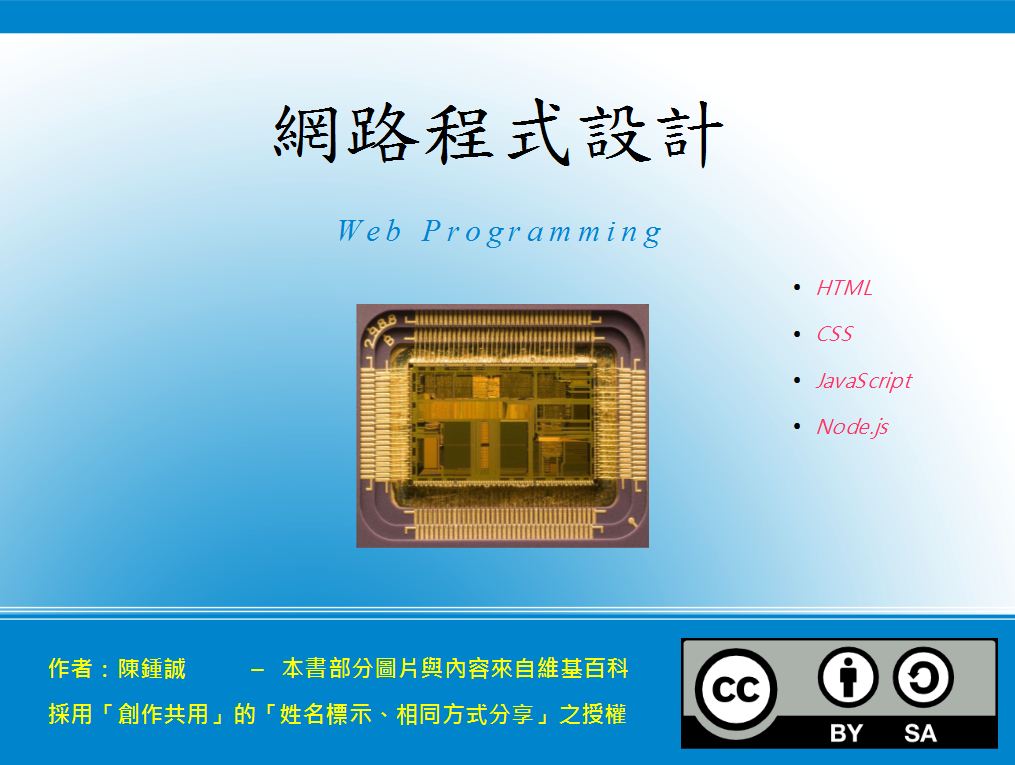 網路程式設計
Web Programming
• HTML
• CSS
• JavaScript
• Node.js
2988
8
作者：陳鍾誠 – 本書部分圖片與內容來自維基百科
採用「創作共用」的「姓名標示、相同方式分享」之授權
cc
BY SA